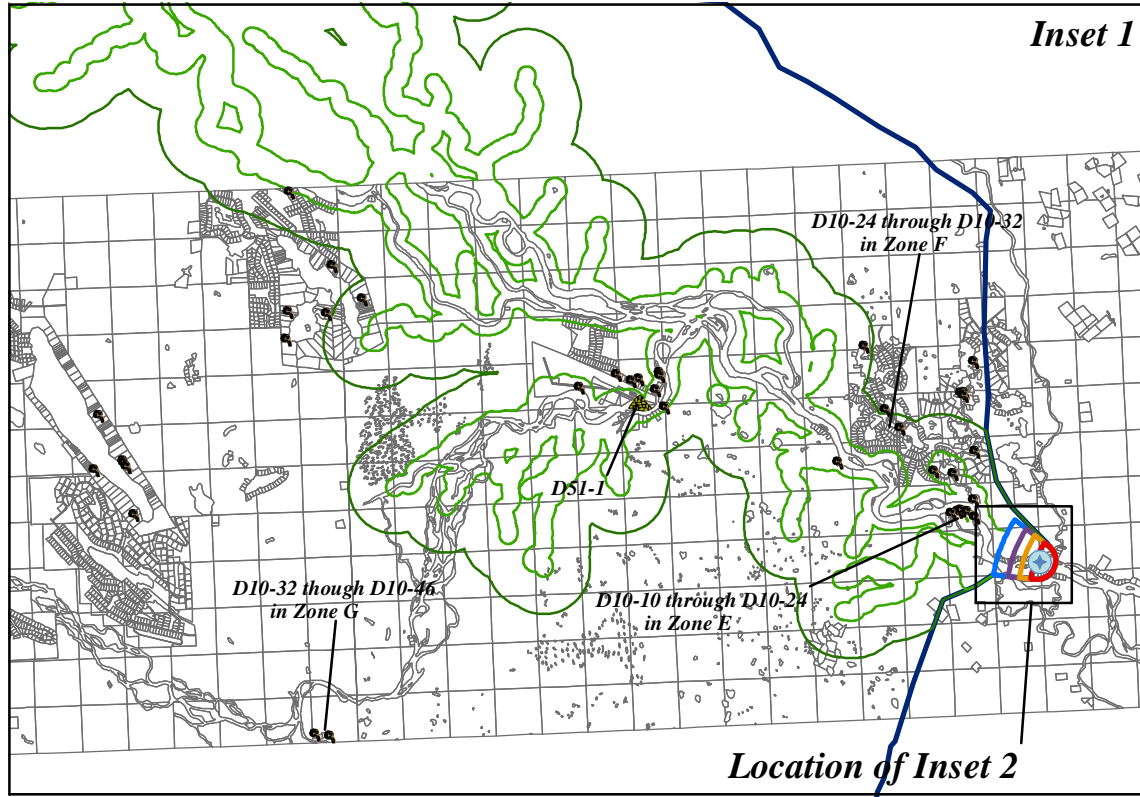 Inset 1
D10-24 through D10-32
in Zone F
D51-1
D10-32 though D10-46
in Zone G
D10-10 through D10-24
in Zone E
Location of Inset 2